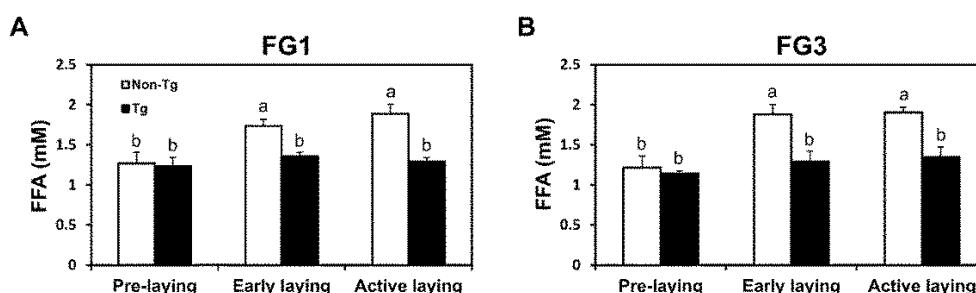 A
FG1
FFA (mM)
2.5
2
1.5
1
0.5
0
Non-Tg
Tg
b
b
a
b
a
b
Pre-laying Early laying Active laying
B
FG3
FFA (mM)
2.5
2
1.5
1
0.5
0
b
b
a
b
a
b
Pre-laying Early laying Active laying